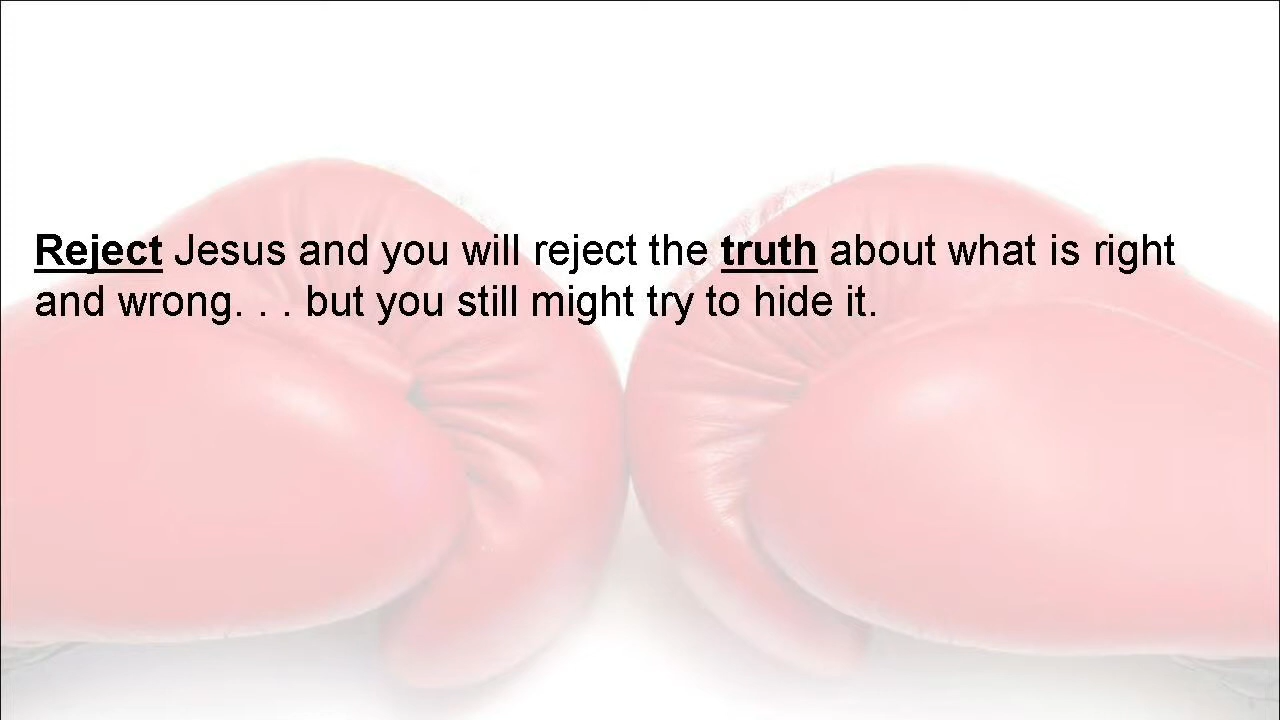 Reject Jesus and you will reject the truth about what is right
and wrong. . . but you still might try to hide it.